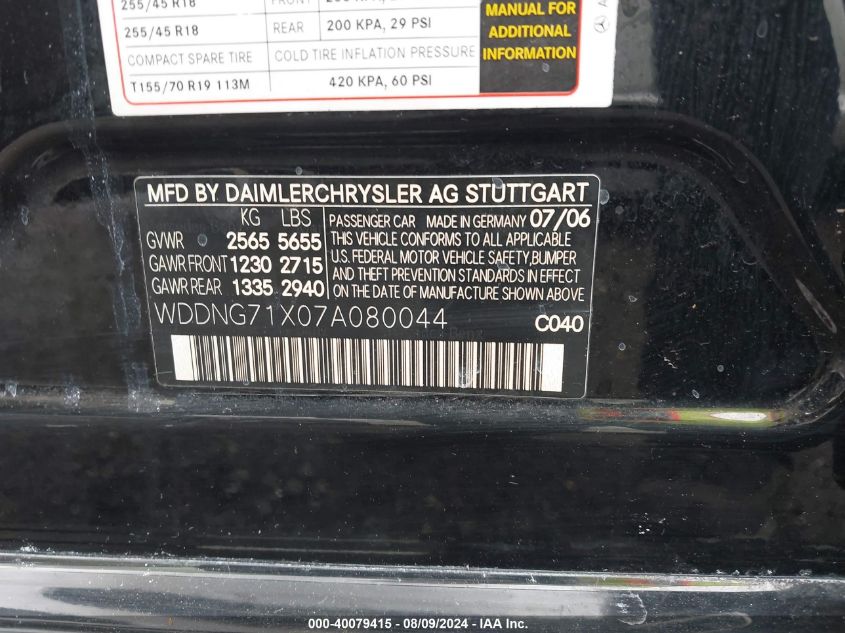 255/45 R18 FRONT
255/45 R18 REAR 200 KPA, 29 PSI
COMPACT SPARE TIRE COLD TIRE INFLATION PRESSURE
T155/70 R19 113M 420 KPA, 60 PSI
MANUAL FOR
ADDITIONAL
INFORMATION
MFD BY DAIMLERCHRYSLER AG STUTTGART
KG LBS
GVWR 2565 5655
GAWR FRONT 1230 2715
GAWR REAR 1335 2940
PASSENGER CAR MADE IN GERMANY 07/06
THIS VEHICLE CONFORMS TO ALL APPLICABLE
U.S. FEDERAL MOTOR VEHICLE SAFETY, BUMPER
AND THEFT PREVENTION STANDARDS IN EFFECT
ON THE DATE OF MANUFACTURE SHOWN ABOVE
WDDNG71X07A080044 C040
000-40079415 - 08/09/2024 - IAA Inc.